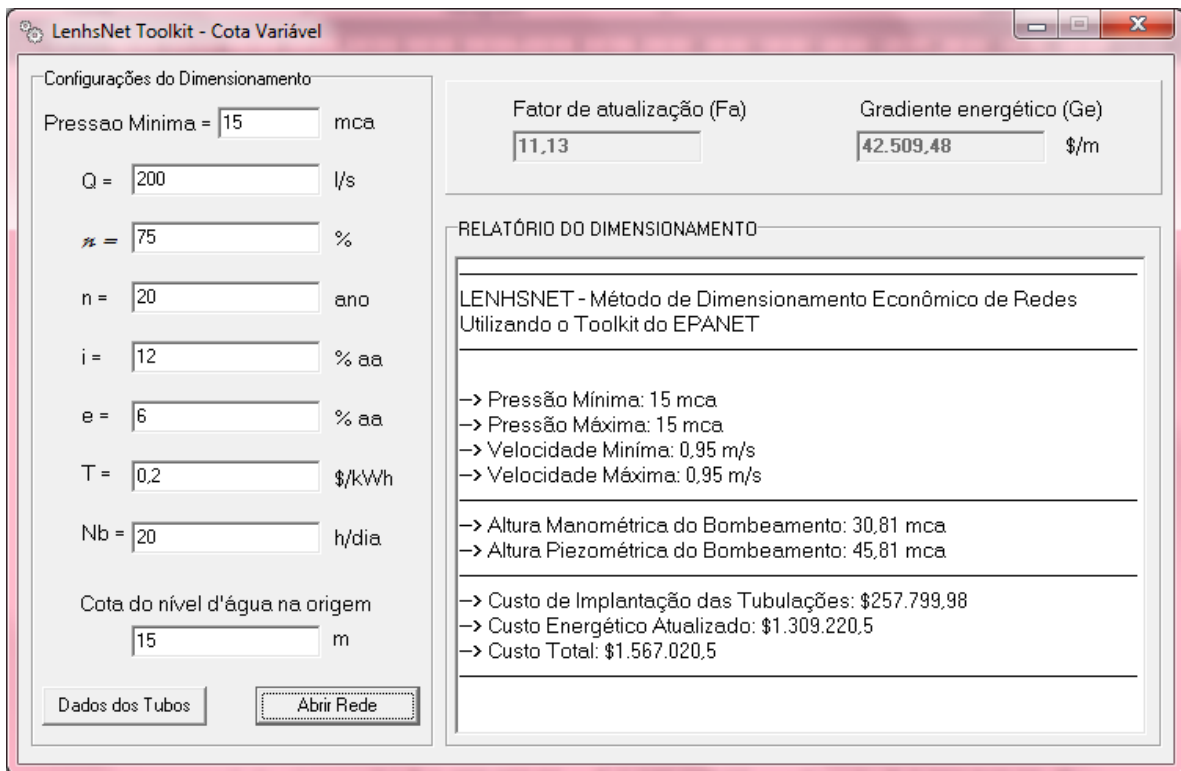 LenhsNet Toolkit - Cota Variável
Configurações do Dimensionamento
Pressao Minima = 15 mca
Q = 200 l/s
n = 75 %
n = 20 ano
i = 12 % aa
e = 6 % aa
T = 0,2 $/kWh
Nb = 20 h/dia
Cota do nível d'água na origem
15 m
Dados dos Tubos Abrir Rede
Fator de atualização (Fa) Gradiente energético (Ge)
11,13 42.509,48 $/m
RELATÓRIO DO DIMENSIONAMENTO
LENHSNET - Método de Dimensionamento Econômico de Redes
Utilizando o Toolkit do EPANET
--> Pressão Mínima: 15 mca
--> Pressão Máxima: 15 mca
--> Velocidade Miníma: 0,95 m/s
--> Velocidade Máxima: 0,95 m/s
--> Altura Manométrica do Bombeamento: 30,81 mca
--> Altura Piezométrica do Bombeamento: 45,81 mca
--> Custo de Implantação das Tubulações: $257.799,98
--> Custo Energético Atualizado: $1.309.220,5
--> Custo Total: $1.567.020,5